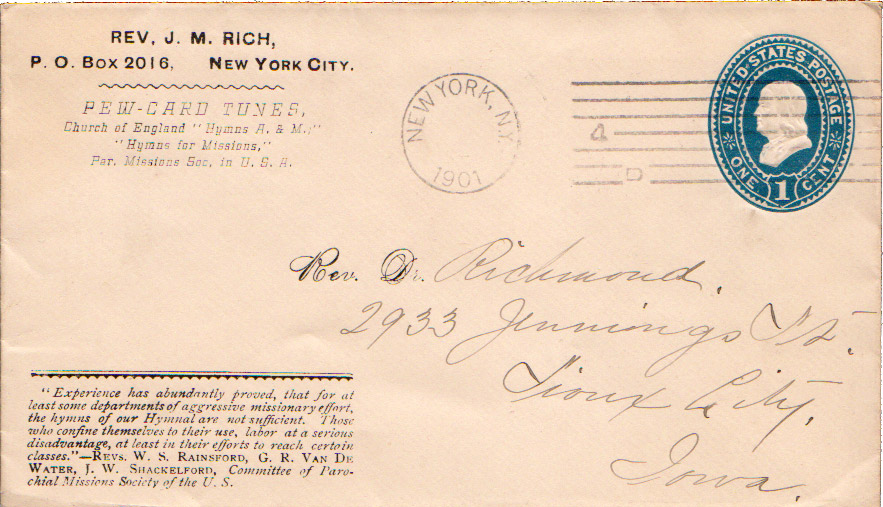 REV. J. M. RICH,
P. O. BOX 2016, NEW YORK CITY.
PEW-CARD TUNES,
Church of England "Hymns A. & M.;"
"Hymns for Missions,"
Par. Missions Soc. in U. S. A.
NEW YORK, N.Y.
1901
4
D
UNITED STATES POSTAGE
ONE 1 CENT
Rev. Dr. Richmond.
2933 Jennings St.
Sioux City,
Iowa.
"Experience has abundantly proved, that for at
least some departments of aggressive missionary effort,
the hymns of our Hymnal are not sufficient. Those
who confine themselves to their use, labor at a serious
disadvantage, at least in their efforts to reach certain
classes."—REVS. W. S. RAINSFORD, G. R. VAN DE
WATER, J. W. SHACKELFORD, Committee of Paro-
chial Missions Society of the U. S.